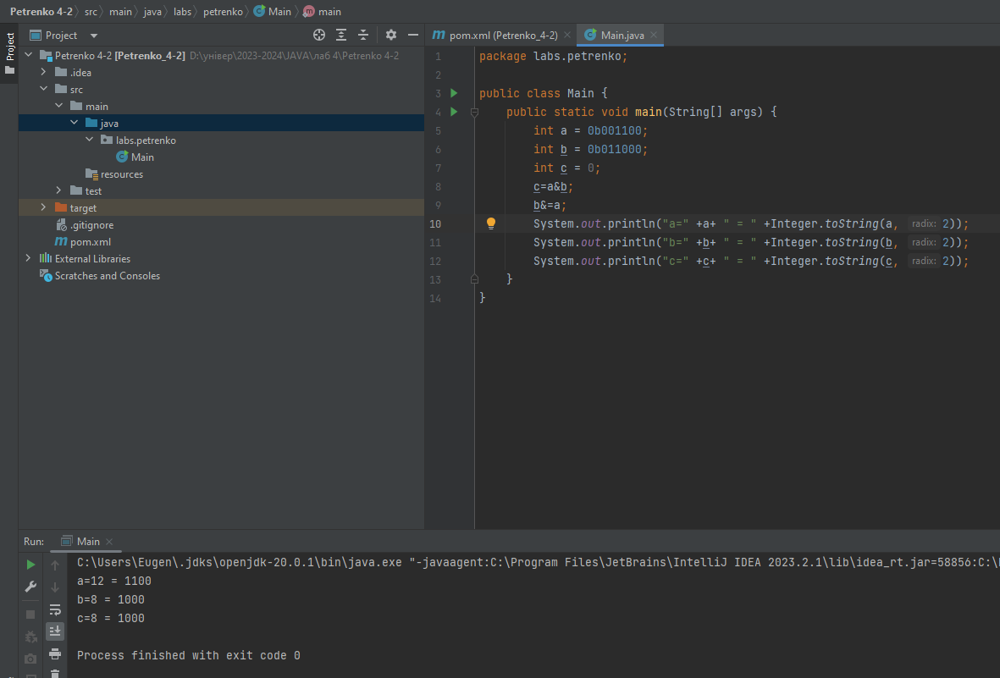 Petrenko 4-2 src main java labs petrenko Main main
Project
Project
pom.xml (Petrenko_4-2) Main.java
Petrenko 4-2 [Petrenko_4-2] D:\універ\2023-2024\JAVA\лаб 4\Petrenko 4-2
.idea
src
main
java
labs.petrenko
Main
resources
test
target
.gitignore
pom.xml
External Libraries
Scratches and Consoles
1 package labs.petrenko;
2
3 public class Main {
4 public static void main(String[] args) {
5 int a = 0b001100;
6 int b = 0b011000;
7 int c = 0;
8 c=a&b;
9 b&=a;
10 System.out.println("a=" +a+ " = " +Integer.toString(a, radix: 2));
11 System.out.println("b=" +b+ " = " +Integer.toString(b, radix: 2));
12 System.out.println("c=" +c+ " = " +Integer.toString(c, radix: 2));
13 }
14 }
Run: Main
C:\Users\Eugen\.jdks\openjdk-20.0.1\bin\java.exe "-javaagent:C:\Program Files\JetBrains\IntelliJ IDEA 2023.2.1\lib\idea_rt.jar=58856:C:\
a=12 = 1100
b=8 = 1000
c=8 = 1000
Process finished with exit code 0